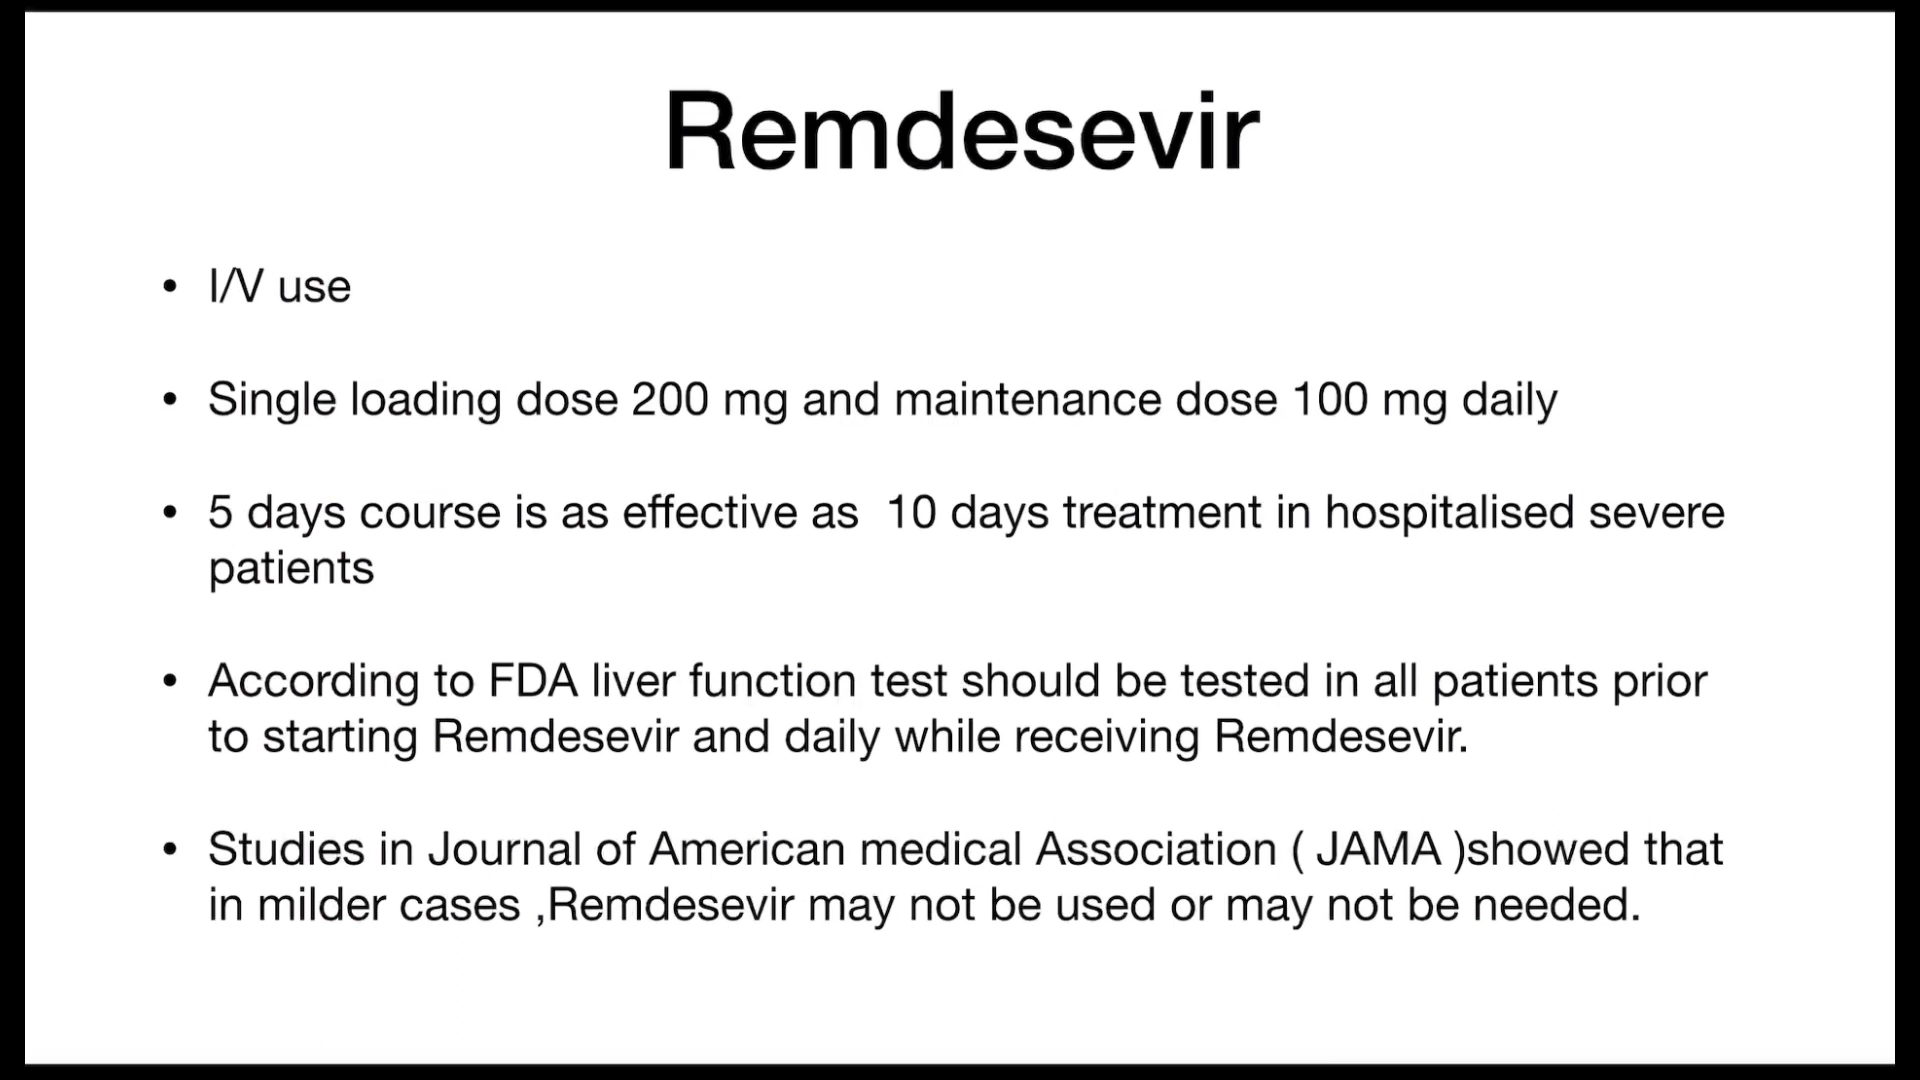 Remdesevir
• I/V use
• Single loading dose 200 mg and maintenance dose 100 mg daily
• 5 days course is as effective as  10 days treatment in hospitalised severe
patients
• According to FDA liver function test should be tested in all patients prior
to starting Remdesevir and daily while receiving Remdesevir.
• Studies in Journal of American medical Association ( JAMA )showed that
in milder cases ,Remdesevir may not be used or may not be needed.